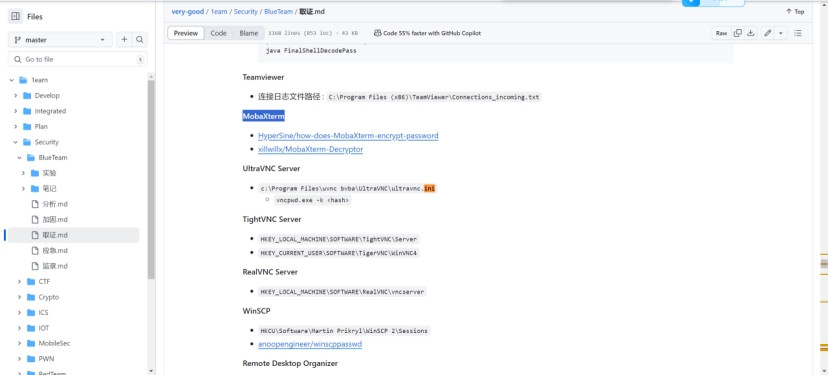 Files
very-good / 1earn / Security / BlueTeam / 取证.md
Top
master
Preview Code Blame 1168 lines (853 loc) · 43 KB Code 55% faster with GitHub Copilot Raw
Go to file t
java FinalShellDecodePass
1earn
Develop
Integrated
Plan
Security
BlueTeam
实验
笔记
分析.md
加固.md
取证.md
应急.md
监察.md
CTF
Crypto
ICS
IOT
MobileSec
PWN
RedTeam
Teamviewer
连接日志文件路径 : C:\Program Files (x86)\TeamViewer\Connections_incoming.txt
MobaXterm
HyperSine/how-does-MobaXterm-encrypt-password
xillwillx/MobaXterm-Decryptor
UltraVNC Server
c:\Program Files\uvnc bvba\UltraVNC\ultravnc.ini
vncpwd.exe -k <hash>
TightVNC Server
HKEY_LOCAL_MACHINE\SOFTWARE\TightVNC\Server
HKEY_CURRENT_USER\SOFTWARE\TigerVNC\WinVNC4
RealVNC Server
HKEY_LOCAL_MACHINE\SOFTWARE\RealVNC\vncserver
WinSCP
HKCU\Software\Martin Prikryl\WinSCP 2\Sessions
anoopengineer/winscppasswd
Remote Desktop Organizer